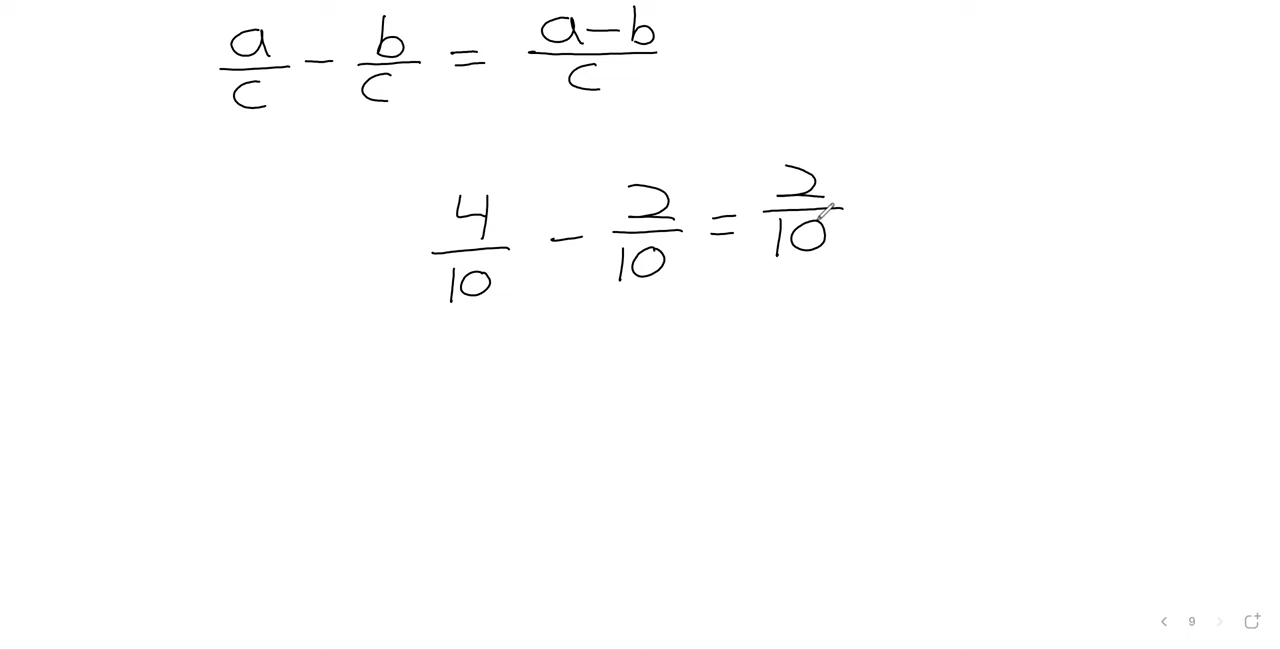 a/c - b/c = a-b/c
4/10 - 2/10 = 2/10
9